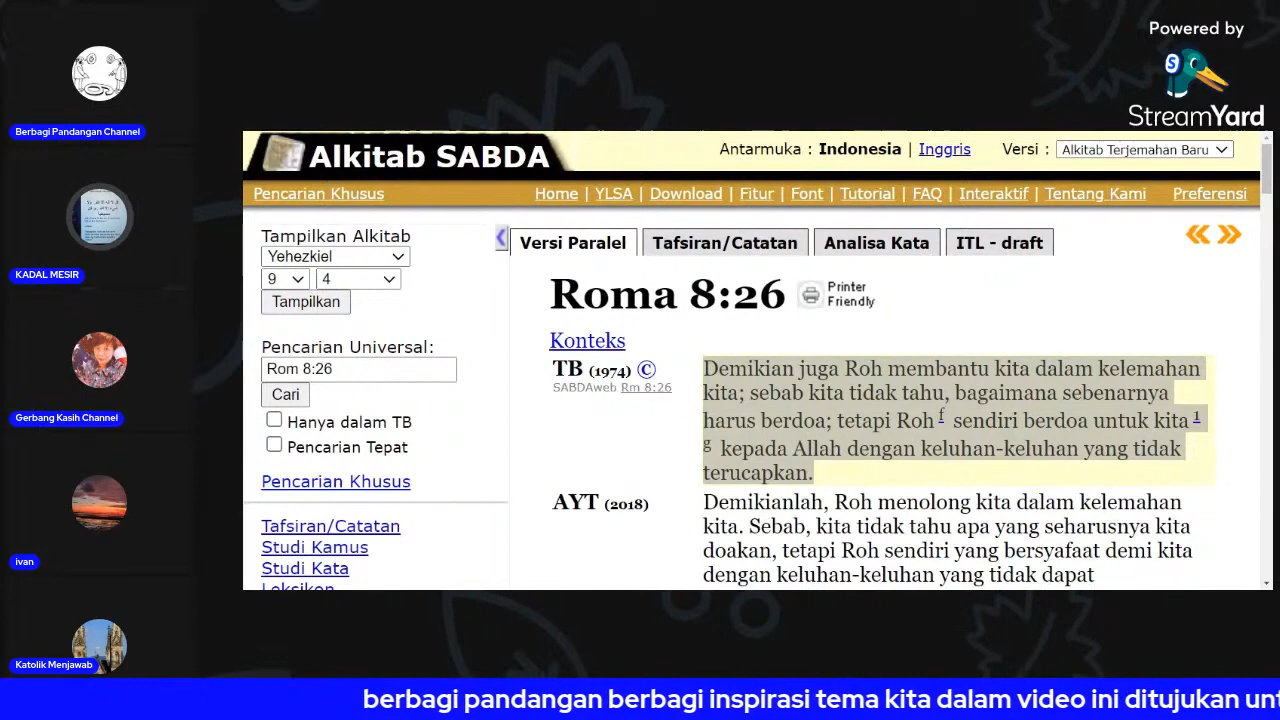 Powered by
StreamYard
Berbagi Pandangan Channel
KADAL MESIR
Gerbang Kasih Channel
ivan
Katolik Menjawab
Alkitab SABDA
Antarmuka : Indonesia | Inggris Versi : Alkitab Terjemahan Baru
Pencarian Khusus
Home | YLSA | Download | Fitur | Font | Tutorial | FAQ | Interaktif | Tentang Kami Preferensi
Tampilkan Alkitab
Yehezkiel
9 4
Tampilkan
Pencarian Universal:
Rom 8:26
Cari
Hanya dalam TB
Pencarian Tepat
Pencarian Khusus
Tafsiran/Catatan
Studi Kamus
Studi Kata
Leksikon
Versi Paralel Tafsiran/Catatan Analisa Kata ITL - draft
Roma 8:26
Printer
Friendly
Konteks
TB (1974) ©
SABDAweb Rm 8:26
Demikian juga Roh membantu kita dalam kelemahan
kita; sebab kita tidak tahu, bagaimana sebenarnya
harus berdoa; tetapi Roh f sendiri berdoa untuk kita 1
g kepada Allah dengan keluhan-keluhan yang tidak
terucapkan.
AYT (2018)
Demikianlah, Roh menolong kita dalam kelemahan
kita. Sebab, kita tidak tahu apa yang seharusnya kita
doakan, tetapi Roh sendiri yang bersyafaat demi kita
dengan keluhan-keluhan yang tidak dapat
berbagi pandangan berbagi inspirasi tema kita dalam video ini ditujukan unt